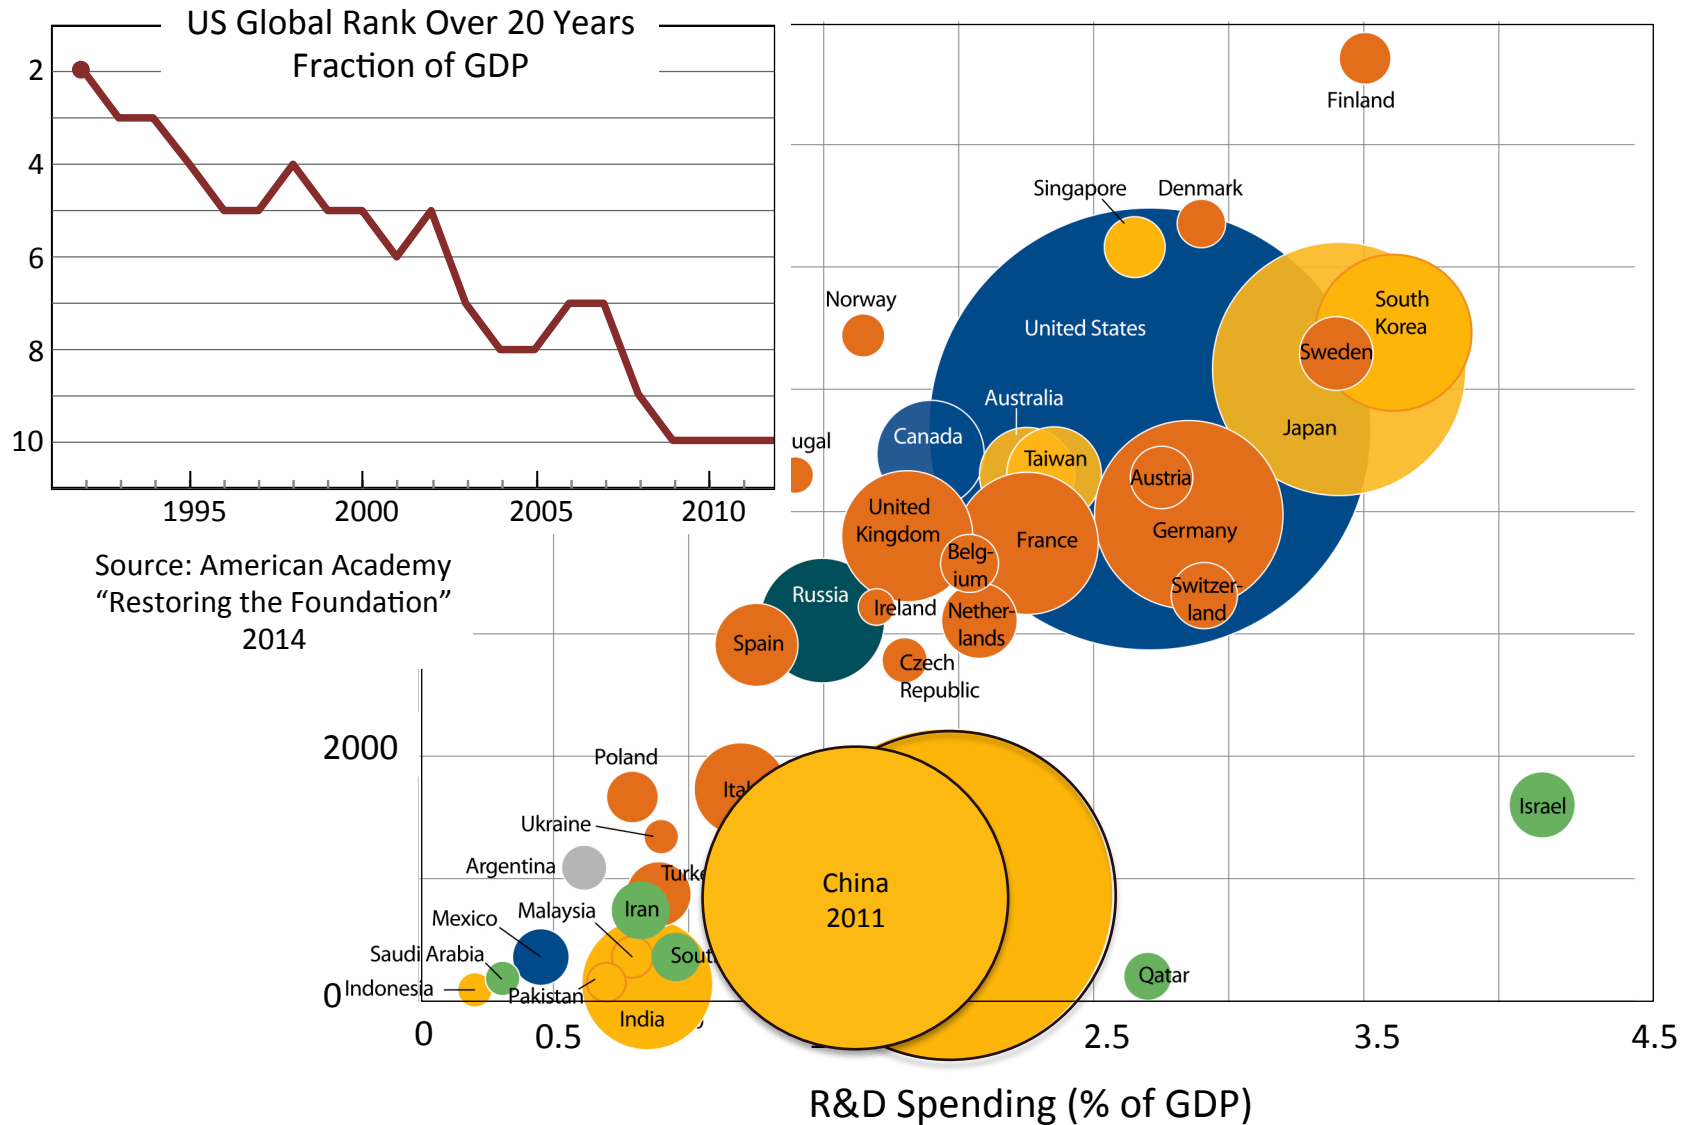 US Global Rank Over 20 Years
Fraction of GDP
2
4
6
8
10
1995
2000
2005
2010
Source: American Academy
“Restoring the Foundation”
2014
Finland
Singapore
Denmark
Norway
United States
South
Korea
Sweden
Japan
Australia
Canada
Taiwan
ugal
Austria
United
Kingdom
France
Germany
Belg-
ium
Switzer-
land
Russia
Ireland
Nether-
lands
Spain
Czech
Republic
2000
Poland
Ital
Ukraine
Argentina
Turke
Israel
China
2011
Malaysia
Iran
Mexico
Saudi Arabia
Sout
Indonesia
Pakistan
Qatar
India
0
0
0.5
2.5
3.5
4.5
R&D Spending (% of GDP)